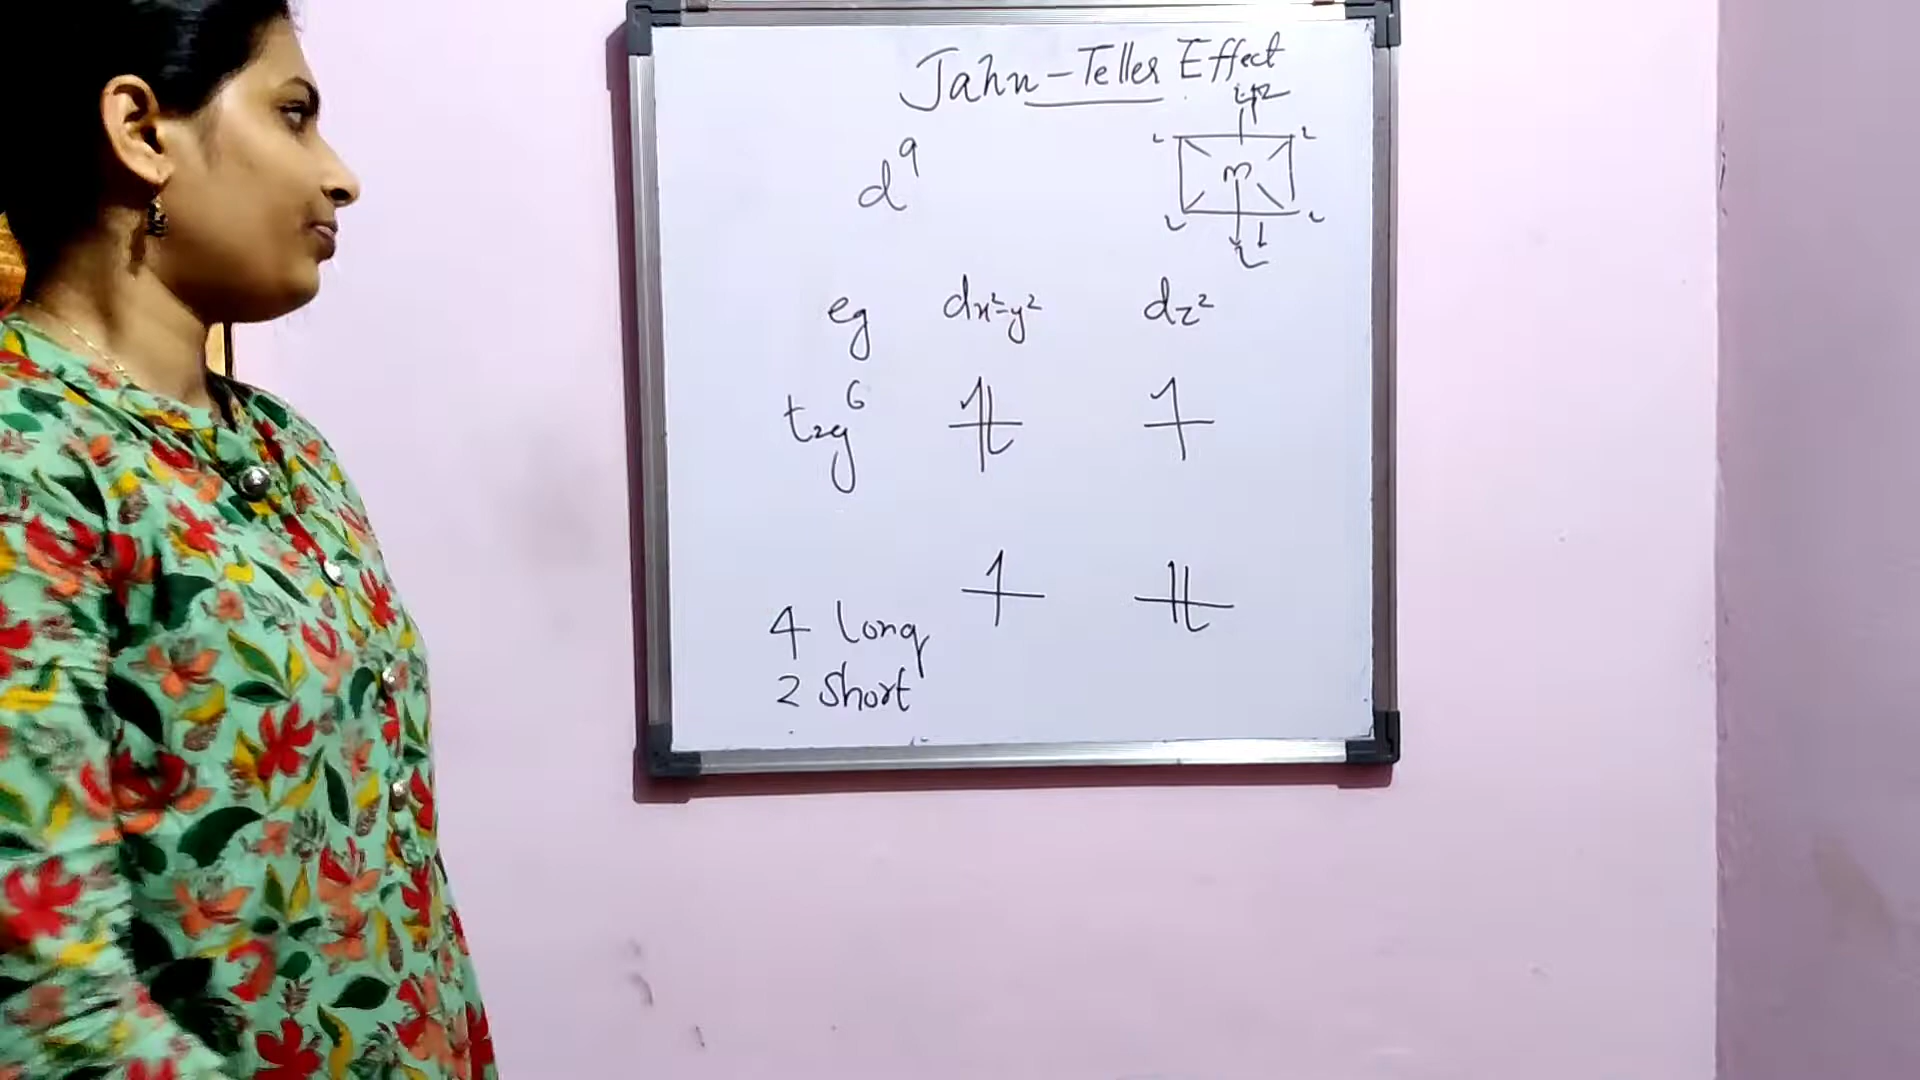 Jahn-Teller Effect
d⁹
L L
M
L L
L
eg dx²-y² dz²
t₂g⁶
4 long
2 short